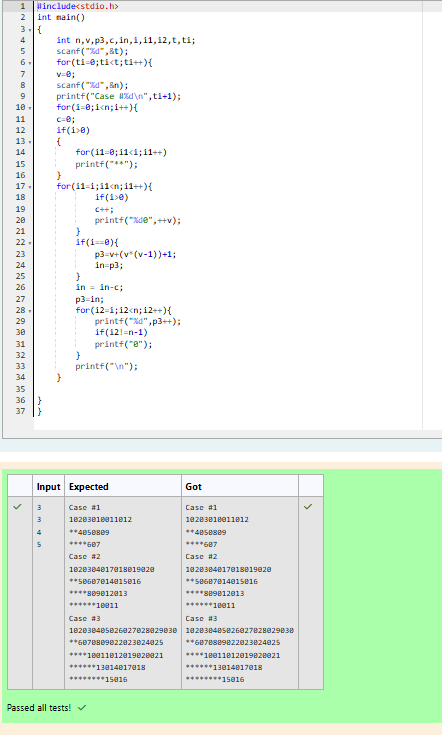 1 #include<stdio.h>
2 int main()
3 {
4 int n,v,p3,c,in,i,i1,i2,t,ti;
5 scanf("%d",&t);
6 for(ti=0;ti<t;ti++){
7 v=0;
8 scanf("%d",&n);
9 printf("Case #%d\n",ti+1);
10 for(i=0;i<n;i++){
11 c=0;
12 if(i>0)
13 {
14 for(i1=0;i1<i;i1++)
15 printf("**");
16 }
17 for(i1=i;i1<n;i1++){
18 if(i>0)
19 c++;
20 printf("%d0",++v);
21 }
22 if(i==0){
23 p3=v+(v*(v-1))+1;
24 in=p3;
25 }
26 in = in-c;
27 p3=in;
28 for(i2=i;i2<n;i2++){
29 printf("%d",p3++);
30 if(i2!=n-1)
31 printf("0");
32 }
33 printf("\n");
34 }
35
36 }
37 }
Input Expected Got
3 Case #1 Case #1
3 10203010011012 10203010011012
4 **4050809 **4050809
5 ****607 ****607
Case #2 Case #2
1020304017018019020 1020304017018019020
**50607014015016 **50607014015016
****809012013 ****809012013
******10011 ******10011
Case #3 Case #3
102030405026027028029030 102030405026027028029030
**6070809022023024025 **6070809022023024025
****10011012019020021 ****10011012019020021
******13014017018 ******13014017018
********15016 ********15016
Passed all tests!